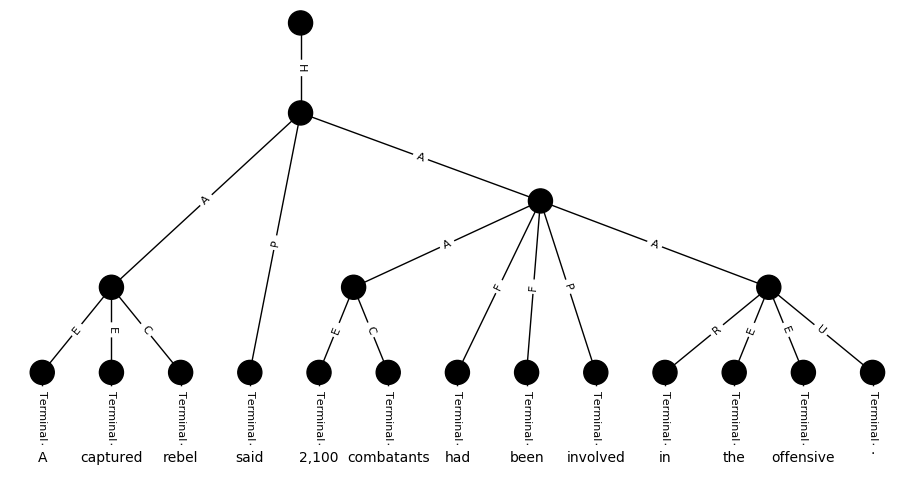 H
A
A
P
A
A
F
F
P
E
E
C
E
C
R
E
E
U
Terminal
Terminal
Terminal
Terminal
Terminal
Terminal
Terminal
Terminal
Terminal
Terminal
Terminal
Terminal
Terminal
A captured rebel said 2,100 combatants had been involved in the offensive .